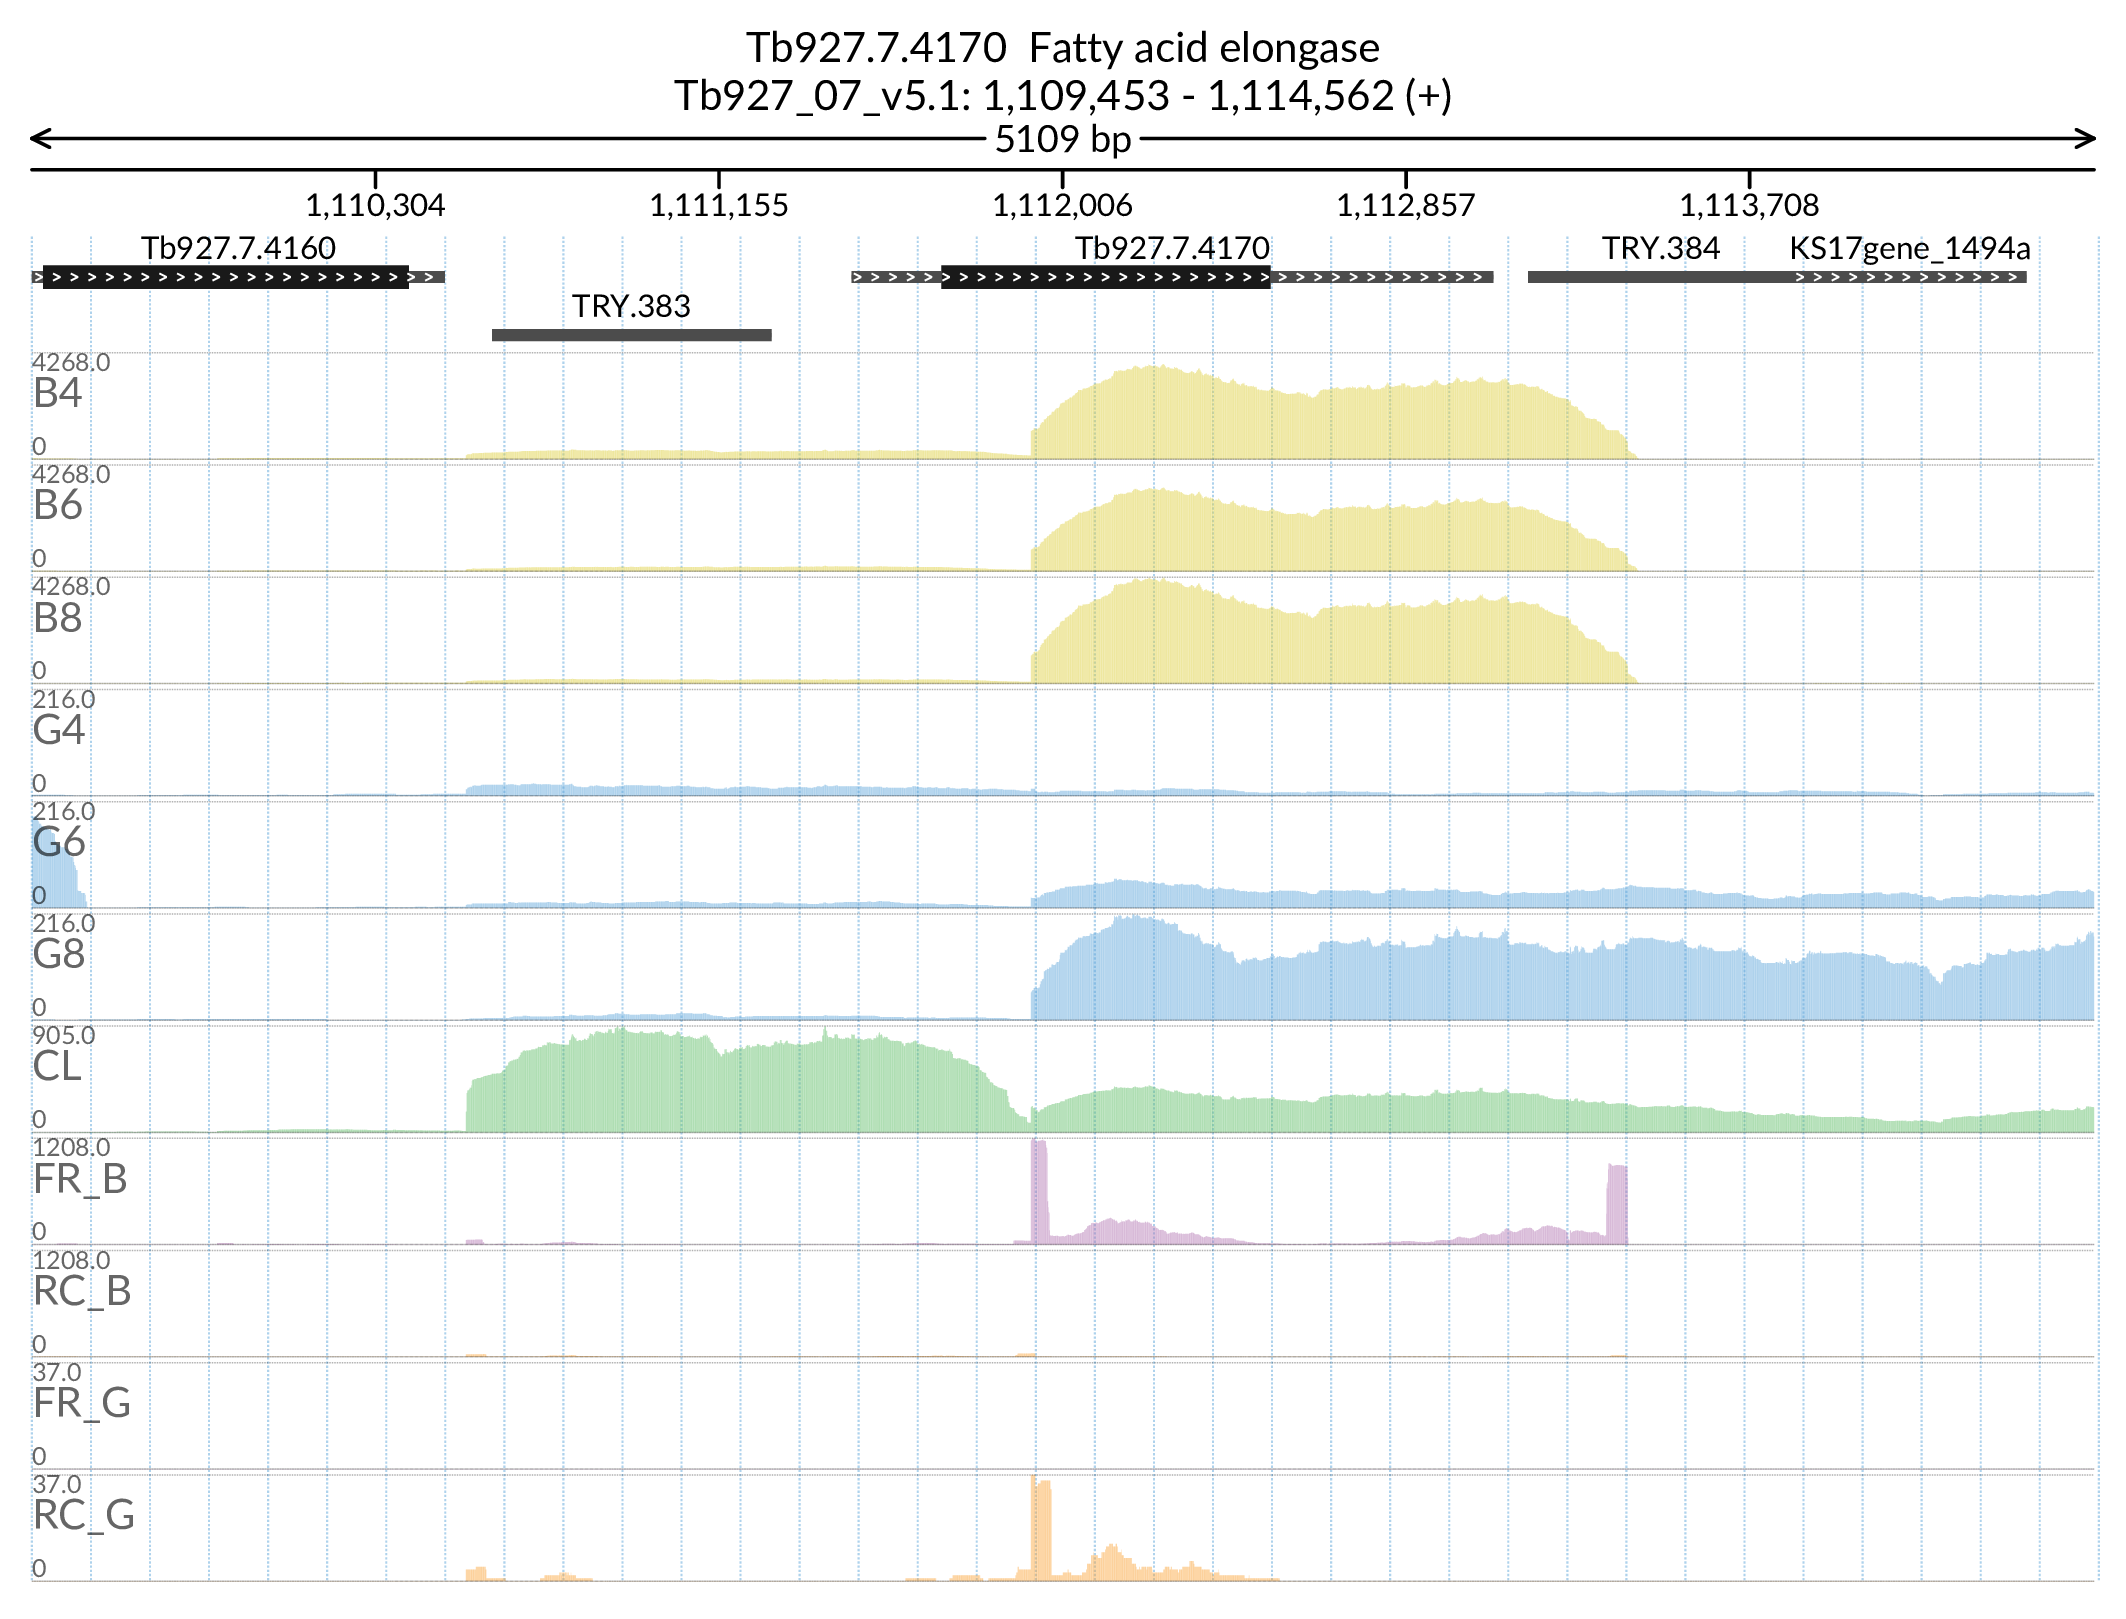 Tb927.7.4170  Fatty acid elongase
Tb927_07_v5.1: 1,109,453 - 1,114,562 (+)
5109 bp
1,110,304 1,111,155 1,112,006 1,112,857 1,113,708
Tb927.7.4160 Tb927.7.4170 TRY.384 KS17gene_1494a
TRY.383
4268.0
B4
0
4268.0
B6
0
4268.0
B8
0
216.0
G4
0
216.0
G6
0
216.0
G8
0
905.0
CL
0
1208.0
FR_B
0
1208.0
RC_B
0
37.0
FR_G
0
37.0
RC_G
0